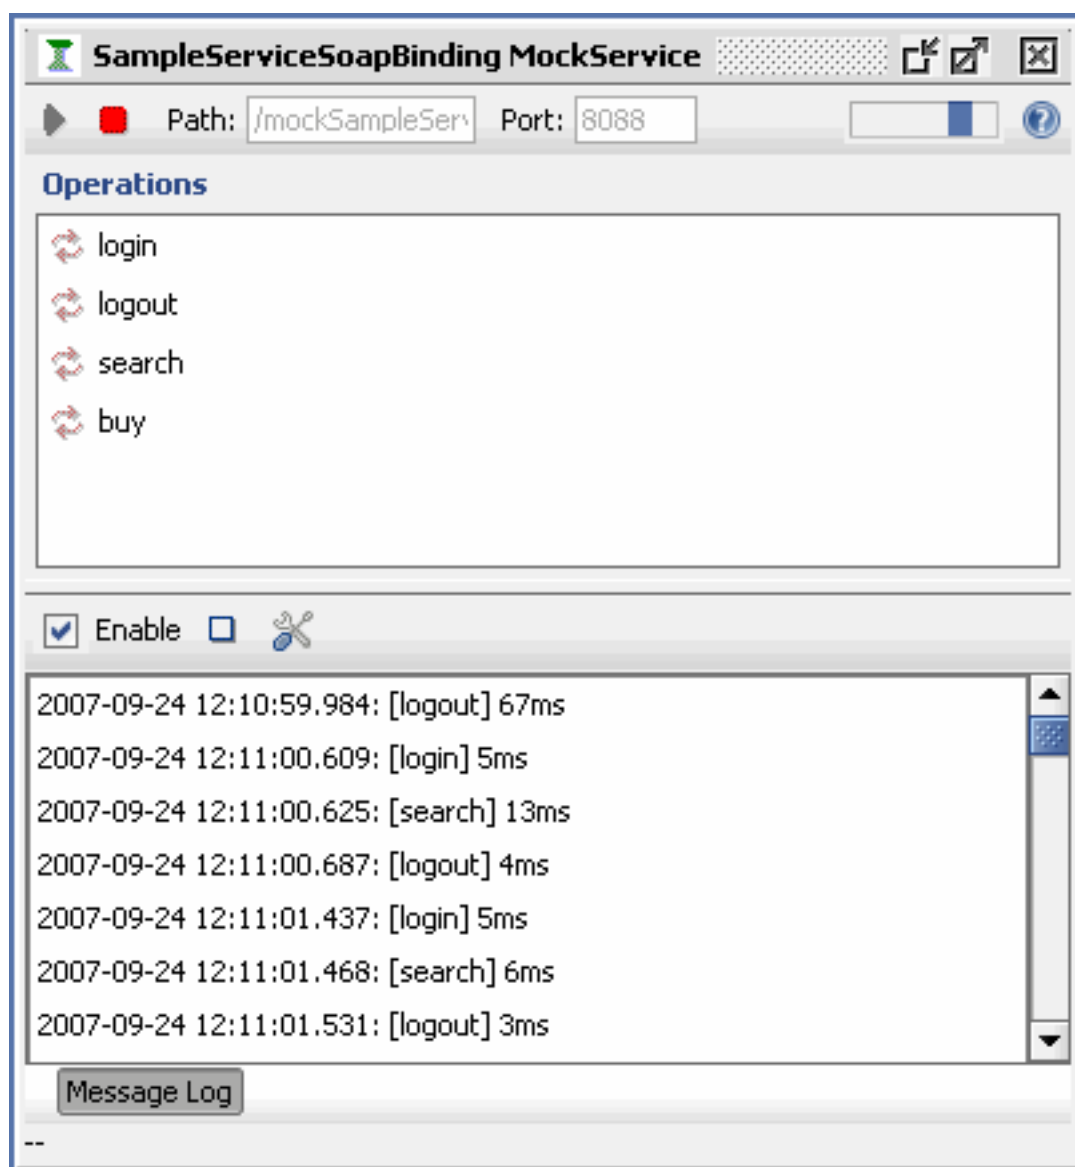 SampleServiceSoapBinding MockService
Path: /mockSampleServ Port: 8088
Operations
login
logout
search
buy
Enable
2007-09-24 12:10:59.984: [logout] 67ms
2007-09-24 12:11:00.609: [login] 5ms
2007-09-24 12:11:00.625: [search] 13ms
2007-09-24 12:11:00.687: [logout] 4ms
2007-09-24 12:11:01.437: [login] 5ms
2007-09-24 12:11:01.468: [search] 6ms
2007-09-24 12:11:01.531: [logout] 3ms
Message Log
--